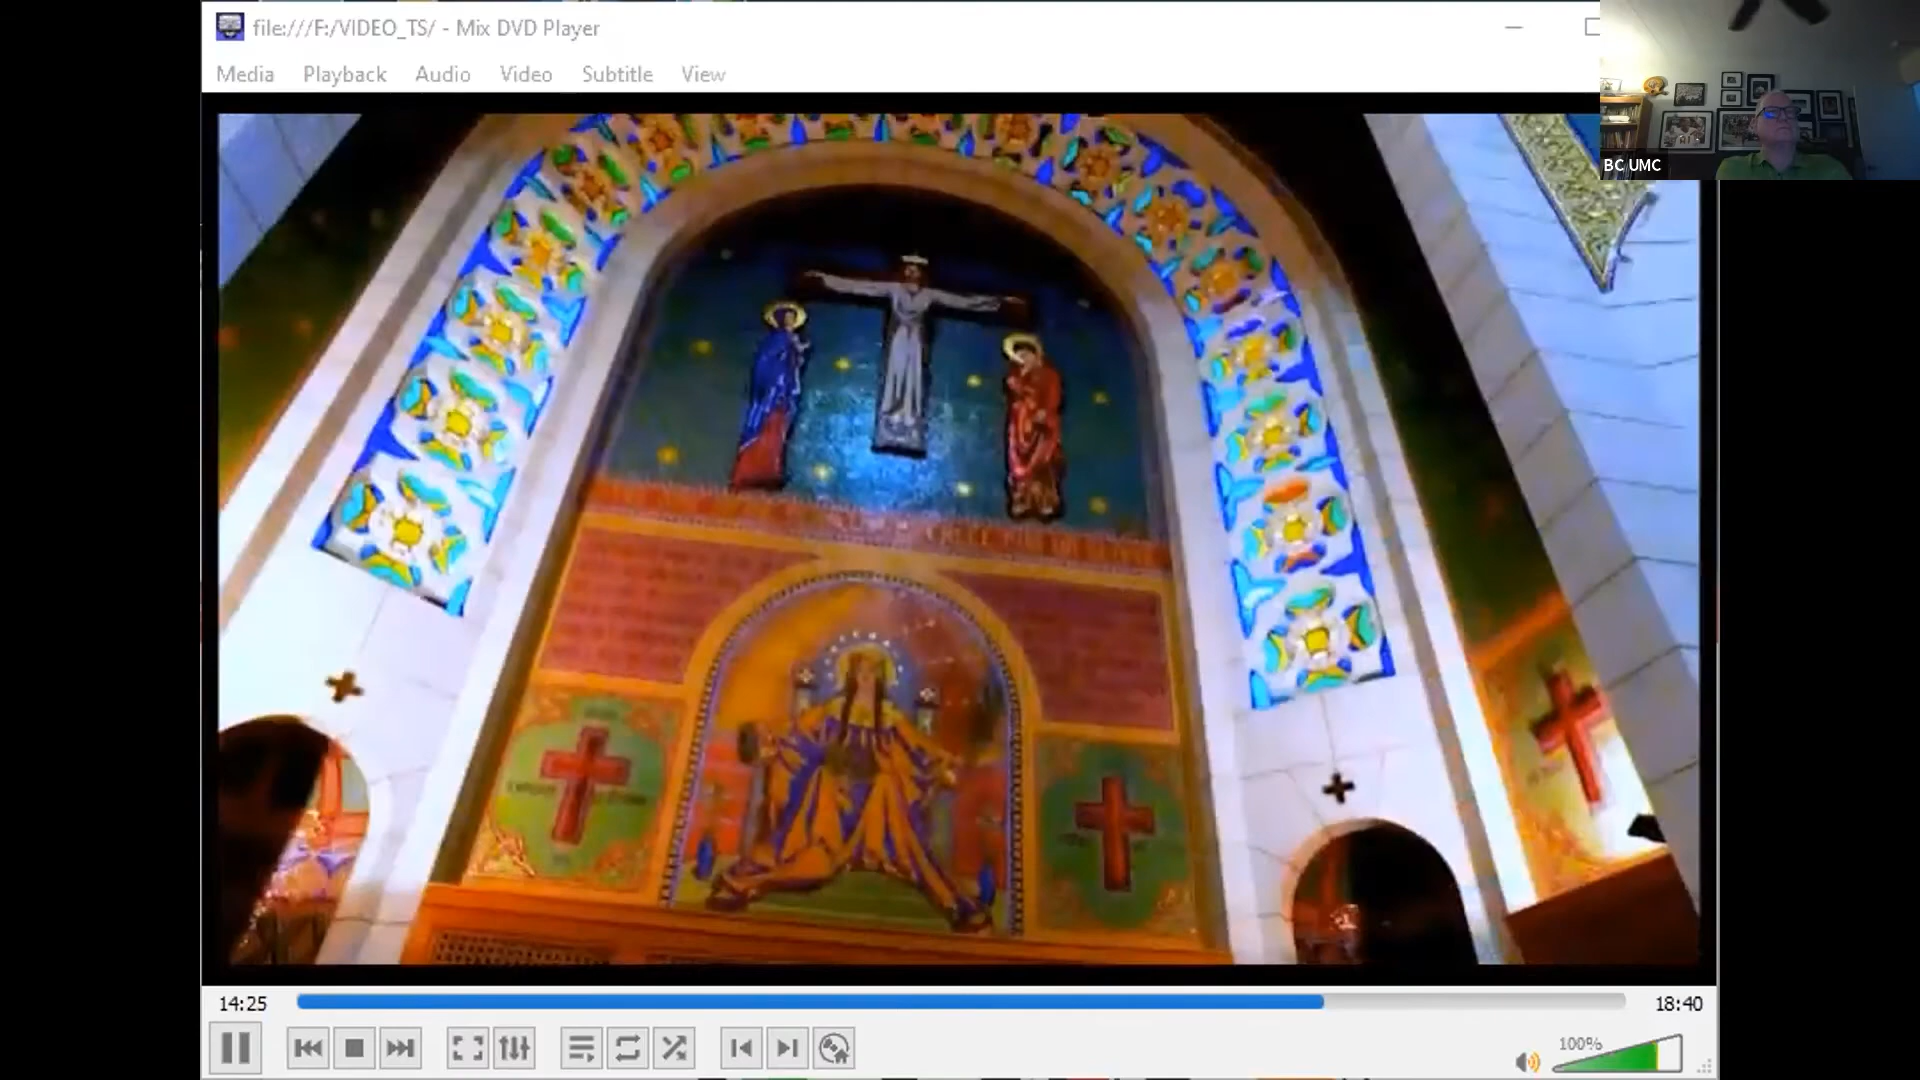 file:///F:/VIDEO_TS/ - Mix DVD Player
Media Playback Audio Video Subtitle View
BC UMC
14:25
18:40
100%